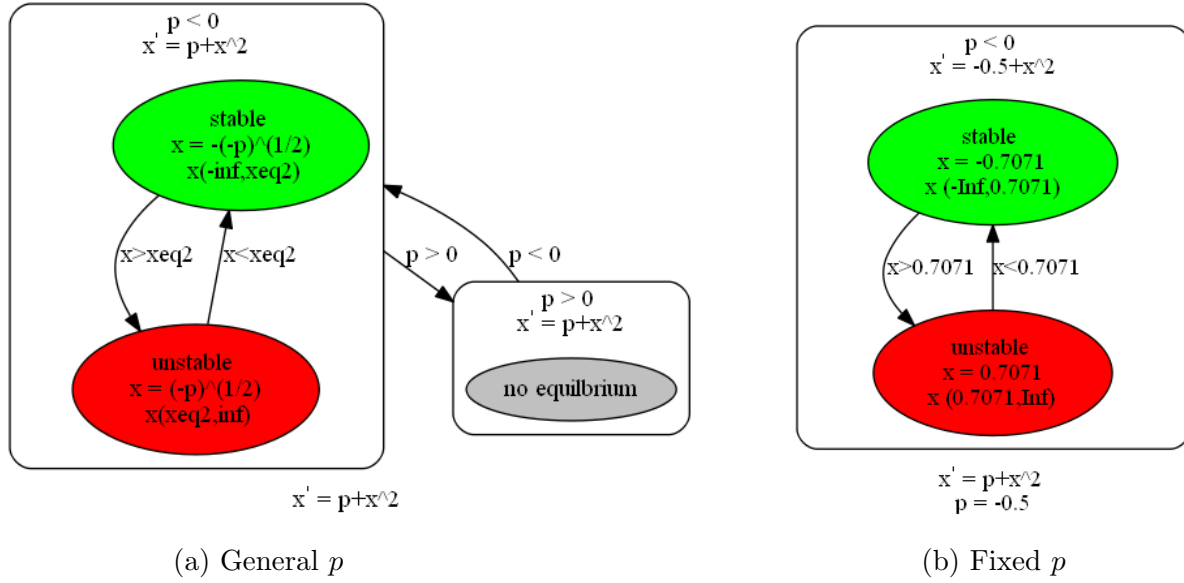 p < 0
x' = p+x^2
stable
x = -(-p)^(1/2)
x(-inf,xeq2)
x>xeq2
x<xeq2
unstable
x = (-p)^(1/2)
x(xeq2,inf)
p > 0
p < 0
p > 0
x' = p+x^2
no equilbrium
x' = p+x^2
(a) General p
p < 0
x' = -0.5+x^2
stable
x = -0.7071
x (-Inf,0.7071)
x>0.7071
x<0.7071
unstable
x = 0.7071
x (0.7071,Inf)
x' = p+x^2
p = -0.5
(b) Fixed p